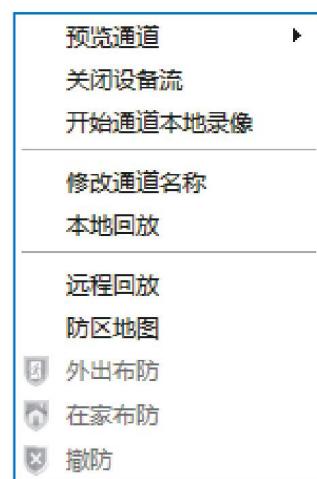 预览通道
关闭设备流
开始通道本地录像
修改通道名称
本地回放
远程回放
防区地图
外出布防
在家布防
撤防